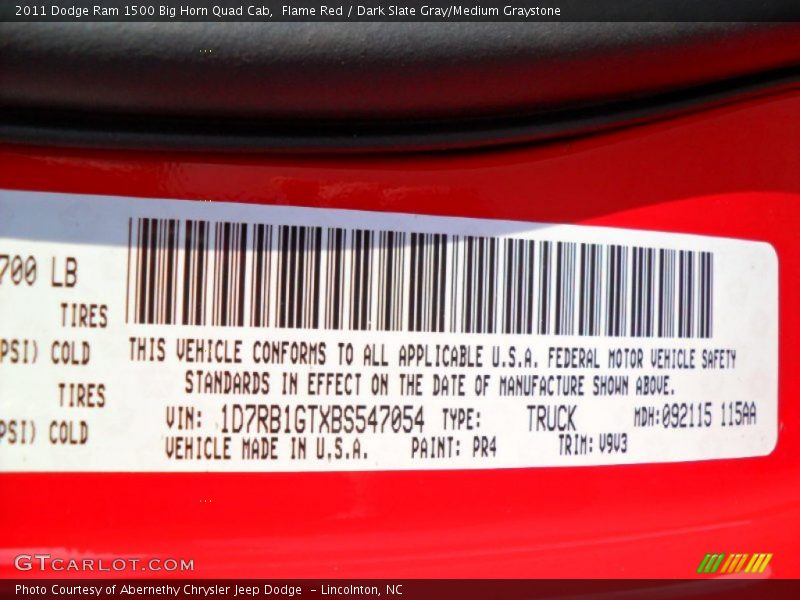 2011 Dodge Ram 1500 Big Horn Quad Cab,  Flame Red / Dark Slate Gray/Medium Graystone
700 LB
TIRES
PSI) COLD
THIS VEHICLE CONFORMS TO ALL APPLICABLE U.S.A. FEDERAL MOTOR VEHICLE SAFETY
TIRES
STANDARDS IN EFFECT ON THE DATE OF MANUFACTURE SHOWN ABOVE.
PSI) COLD
VIN: 1D7RB1GTXBS547054 TYPE: TRUCK MDH:092115 115AA
VEHICLE MADE IN U.S.A. PAINT: PR4 TRIM: V9V3
GTCARLOT.COM
Photo Courtesy of Abernethy Chrysler Jeep Dodge  – Lincolnton, NC